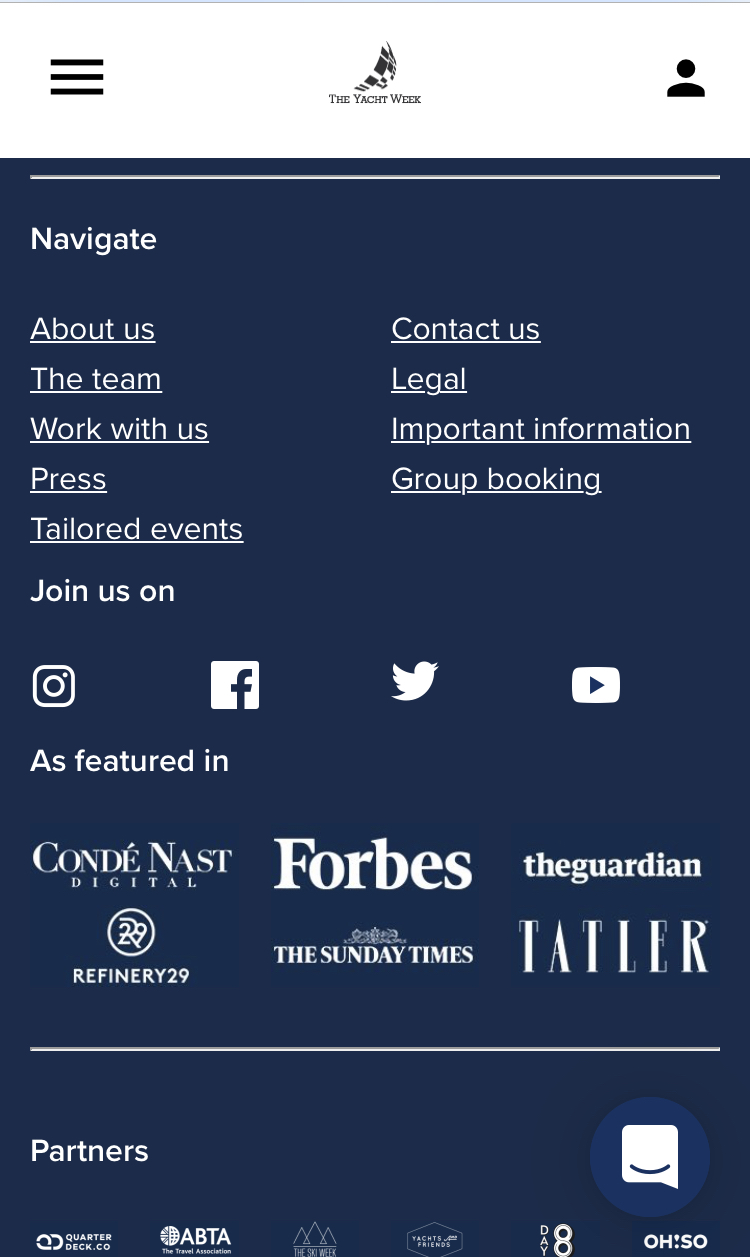 THE YACHT WEEK
Navigate
About us
The team
Work with us
Press
Tailored events
Contact us
Legal
Important information
Group booking
Join us on
As featured in
CONDÉ NAST
DIGITAL
Forbes
theguardian
29
REFINERY29
THE SUNDAY TIMES
TATLER
Partners
QUARTER
DECK.CO
ABTA
The Travel Association
THE SKI WEEK
YACHTS
FRIENDS
DAY8
OH!SO